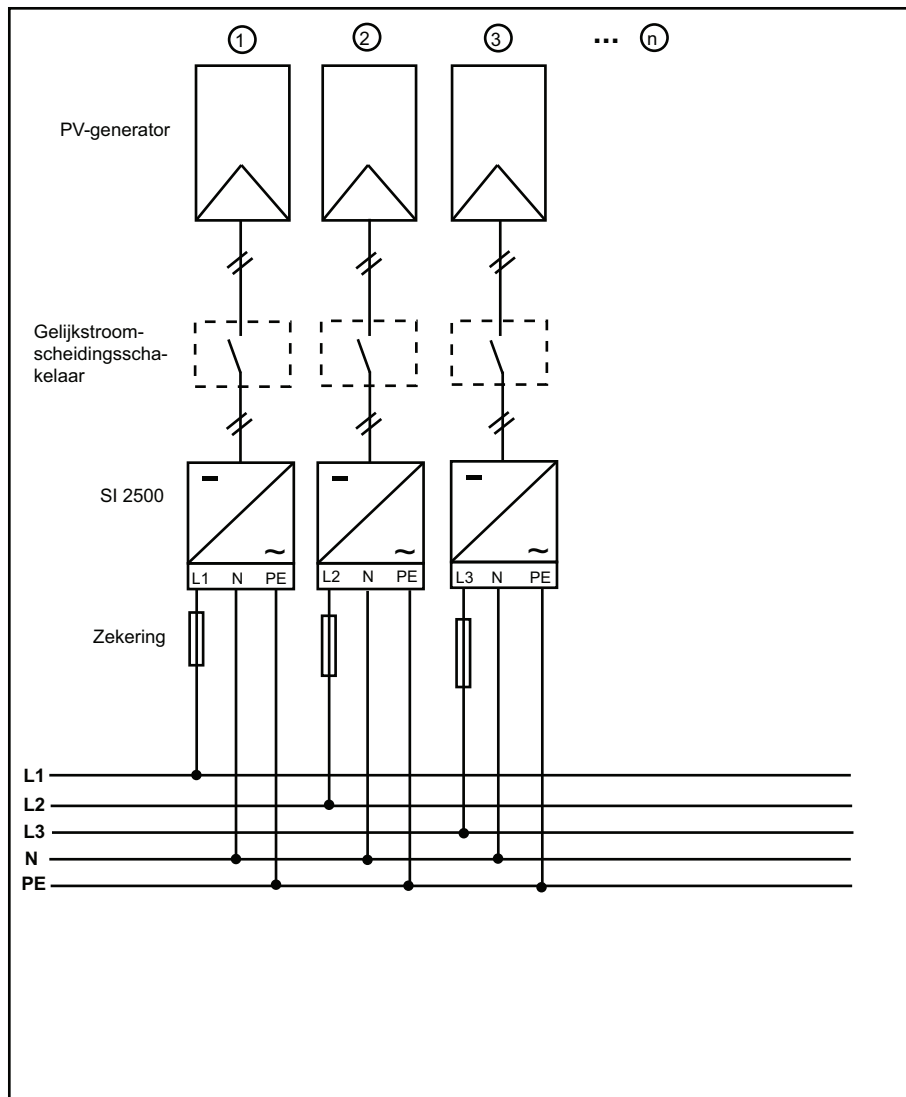 1 2 3 ... n
PV-generator
Gelijkstroom-
scheidingsscha-
kelaar
SI 2500
L1 N PE L2 N PE L3 N PE
Zekering
L1
L2
L3
N
PE